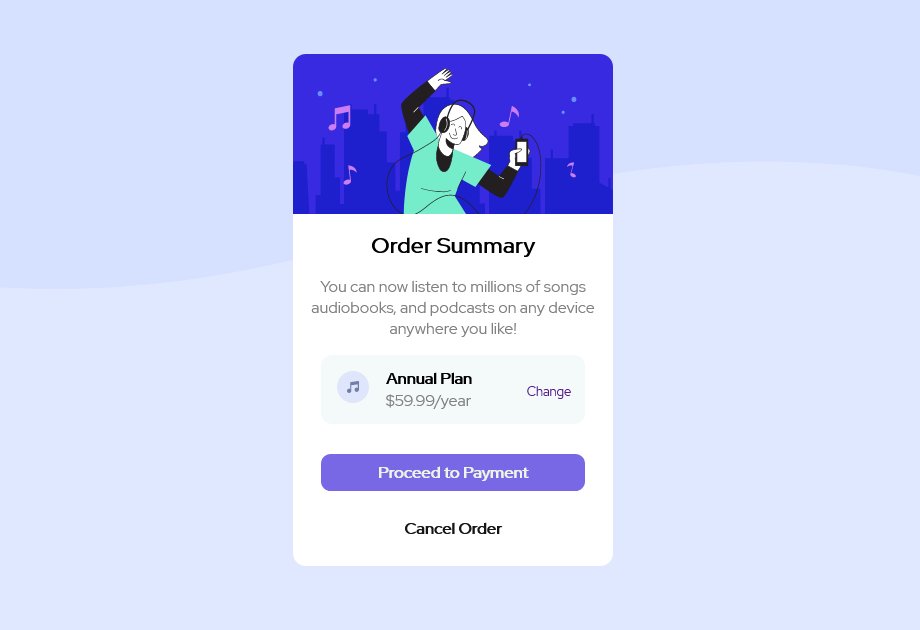 Order Summary
You can now listen to millions of songs
audiobooks, and podcasts on any device
anywhere you like!
Annual Plan
$59.99/year
Change
Proceed to Payment
Cancel Order